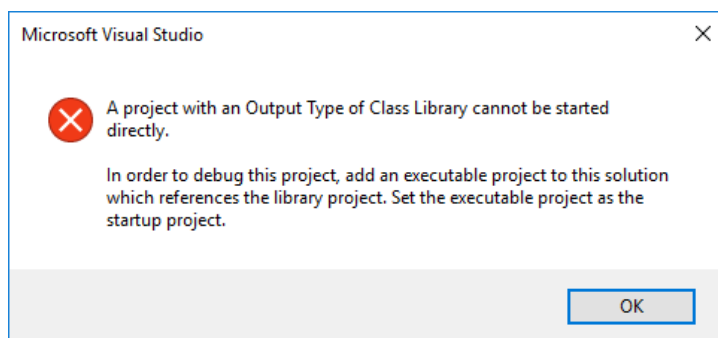 Microsoft Visual Studio
A project with an Output Type of Class Library cannot be started
directly.
In order to debug this project, add an executable project to this solution
which references the library project. Set the executable project as the
startup project.
OK